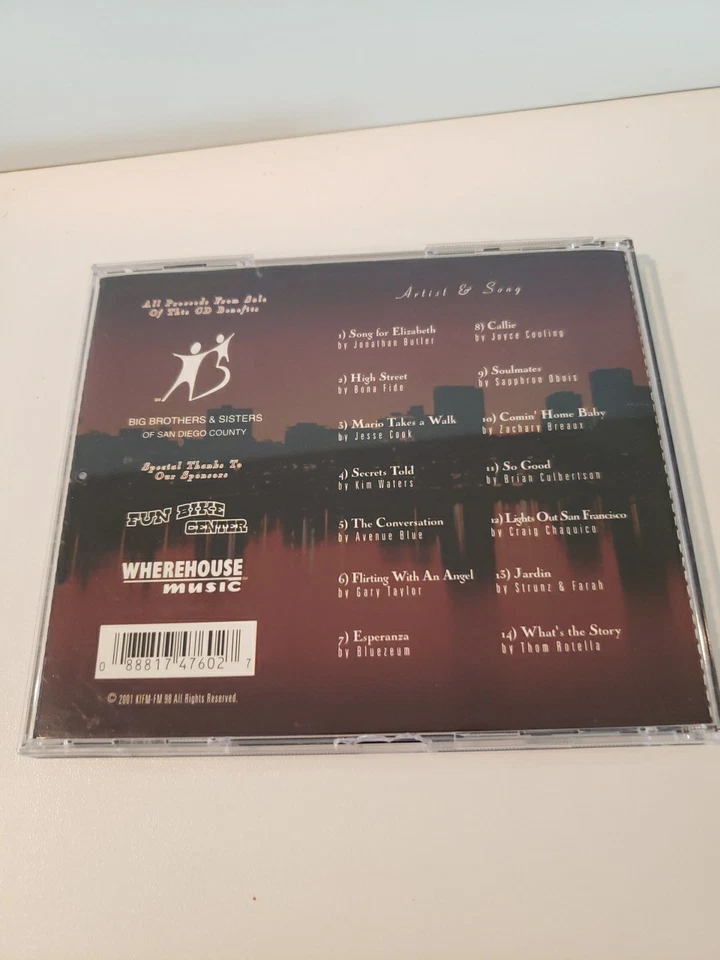 All Proceeds From Sale
Of This CD Benefits
BIG BROTHERS & SISTERS
OF SAN DIEGO COUNTY
Special Thanks To
Our Sponsors
FUN BIKE
CENTER
WHEREHOUSE
music
0 88817 47602 7
© 2001 KIFM-FM 98 All Rights Reserved.
Artist & Song
1) Song for Elizabeth
by Jonathan Butler
2) High Street
by Bona Fide
3) Mario Takes a Walk
by Jesse Cook
4) Secrets Told
by Kim Waters
5) The Conversation
by Avenue Blue
6) Flirting With An Angel
by Gary Taylor
7) Esperanza
by Bluezeum
8) Callie
by Joyce Cooling
9) Soulmates
by Sapphron Obois
10) Comin' Home Baby
by Zachary Breaux
11) So Good
by Brian Culbertson
12) Lights Out San Francisco
by Craig Chaquico
13) Jardin
by Strunz & Farah
14) What's the Story
by Thom Rotella